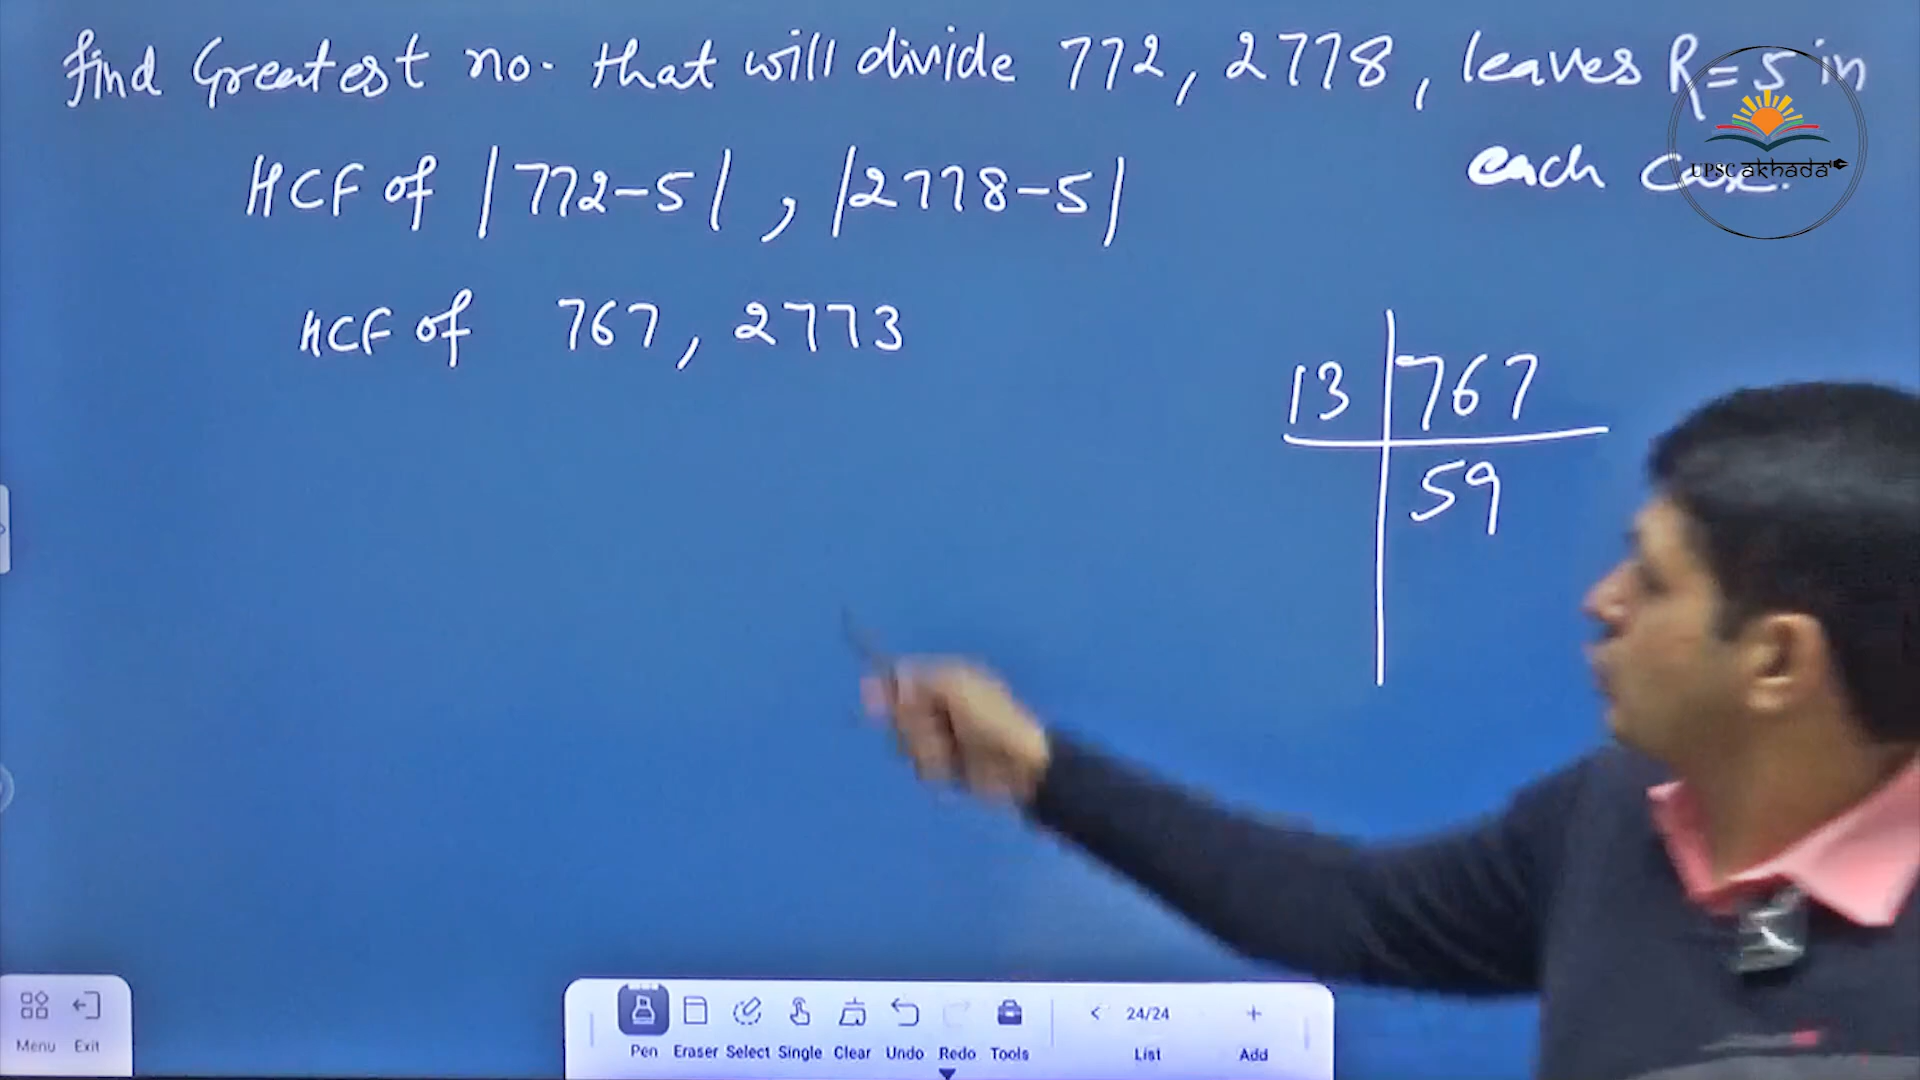 find Greatest no. that will divide 772, 2778, leaves R=5 in
each case.
HCF of |772-5| , |2778-5|
HCF of 767, 2773
13 767
59
UPSC akhada
Menu Exit
Pen Eraser Select Single Clear Undo Redo Tools < 24/24 List + Add